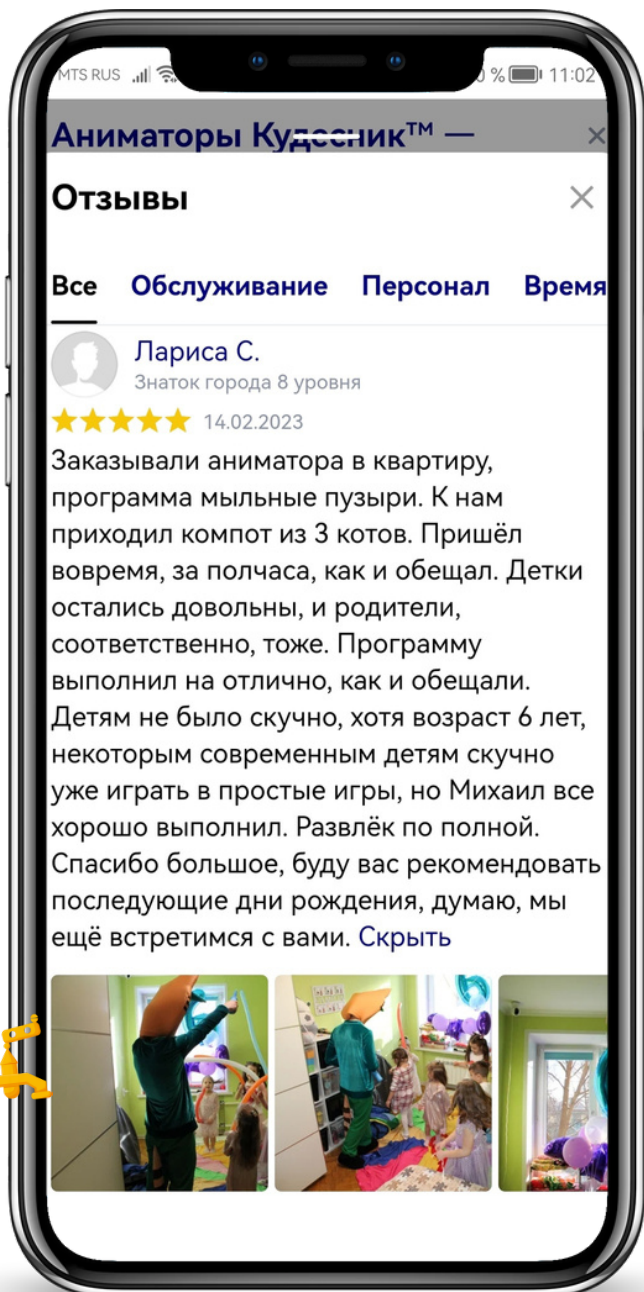 MTS RUS
% 11:02
Аниматоры Кудесник™ —
Отзывы
Все Обслуживание Персонал Время
Лариса С.
Знаток города 8 уровня
14.02.2023
Заказывали аниматора в квартиру,
программа мыльные пузыри. К нам
приходил компот из 3 котов. Пришёл
вовремя, за полчаса, как и обещал. Детки
остались довольны, и родители,
соответственно, тоже. Программу
выполнил на отлично, как и обещали.
Детям не было скучно, хотя возраст 6 лет,
некоторым современным детям скучно
уже играть в простые игры, но Михаил все
хорошо выполнил. Развлёк по полной.
Спасибо большое, буду вас рекомендовать
последующие дни рождения, думаю, мы
ещё встретимся с вами. Скрыть